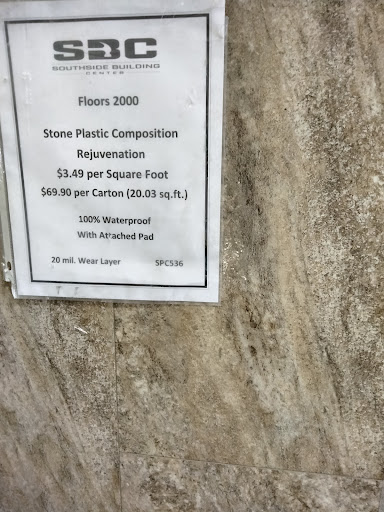 SBC
SOUTHSIDE BUILDING
CENTER
Floors 2000
Stone Plastic Composition
Rejuvenation
$3.49 per Square Foot
$69.90 per Carton (20.03 sq.ft.)
100% Waterproof
With Attached Pad
20 mil. Wear Layer SPC536